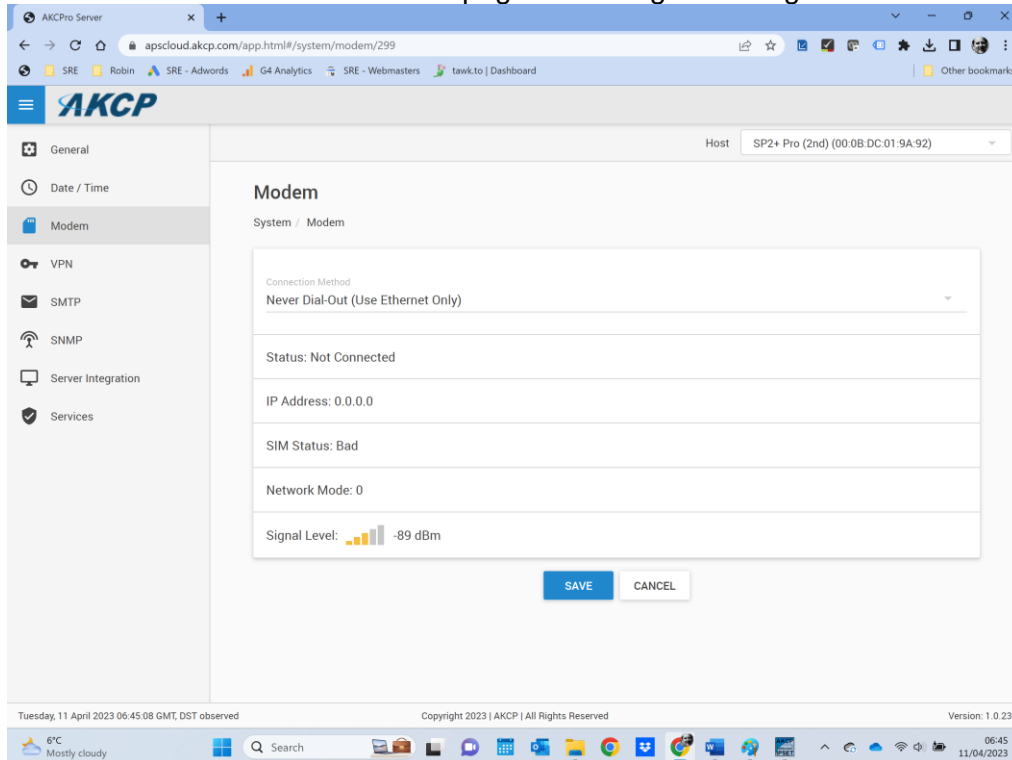 AKCPro Server
apscloud.akcp.com/app.html#/system/modem/299
SRE Robin SRE - Adwords G4 Analytics SRE - Webmasters tawk.to | Dashboard Other bookmarks
AKCP
Host SP2+ Pro (2nd) (00:0B:DC:01:9A:92)
General
Date / Time
Modem
VPN
SMTP
SNMP
Server Integration
Services
Modem
System / Modem
Connection Method
Never Dial-Out (Use Ethernet Only)
Status: Not Connected
IP Address: 0.0.0.0
SIM Status: Bad
Network Mode: 0
Signal Level: -89 dBm
SAVE CANCEL
Tuesday, 11 April 2023 06:45:08 GMT, DST observed Copyright 2023 | AKCP | All Rights Reserved Version: 1.0.23
6°C
Mostly cloudy
Search
06:45
11/04/2023